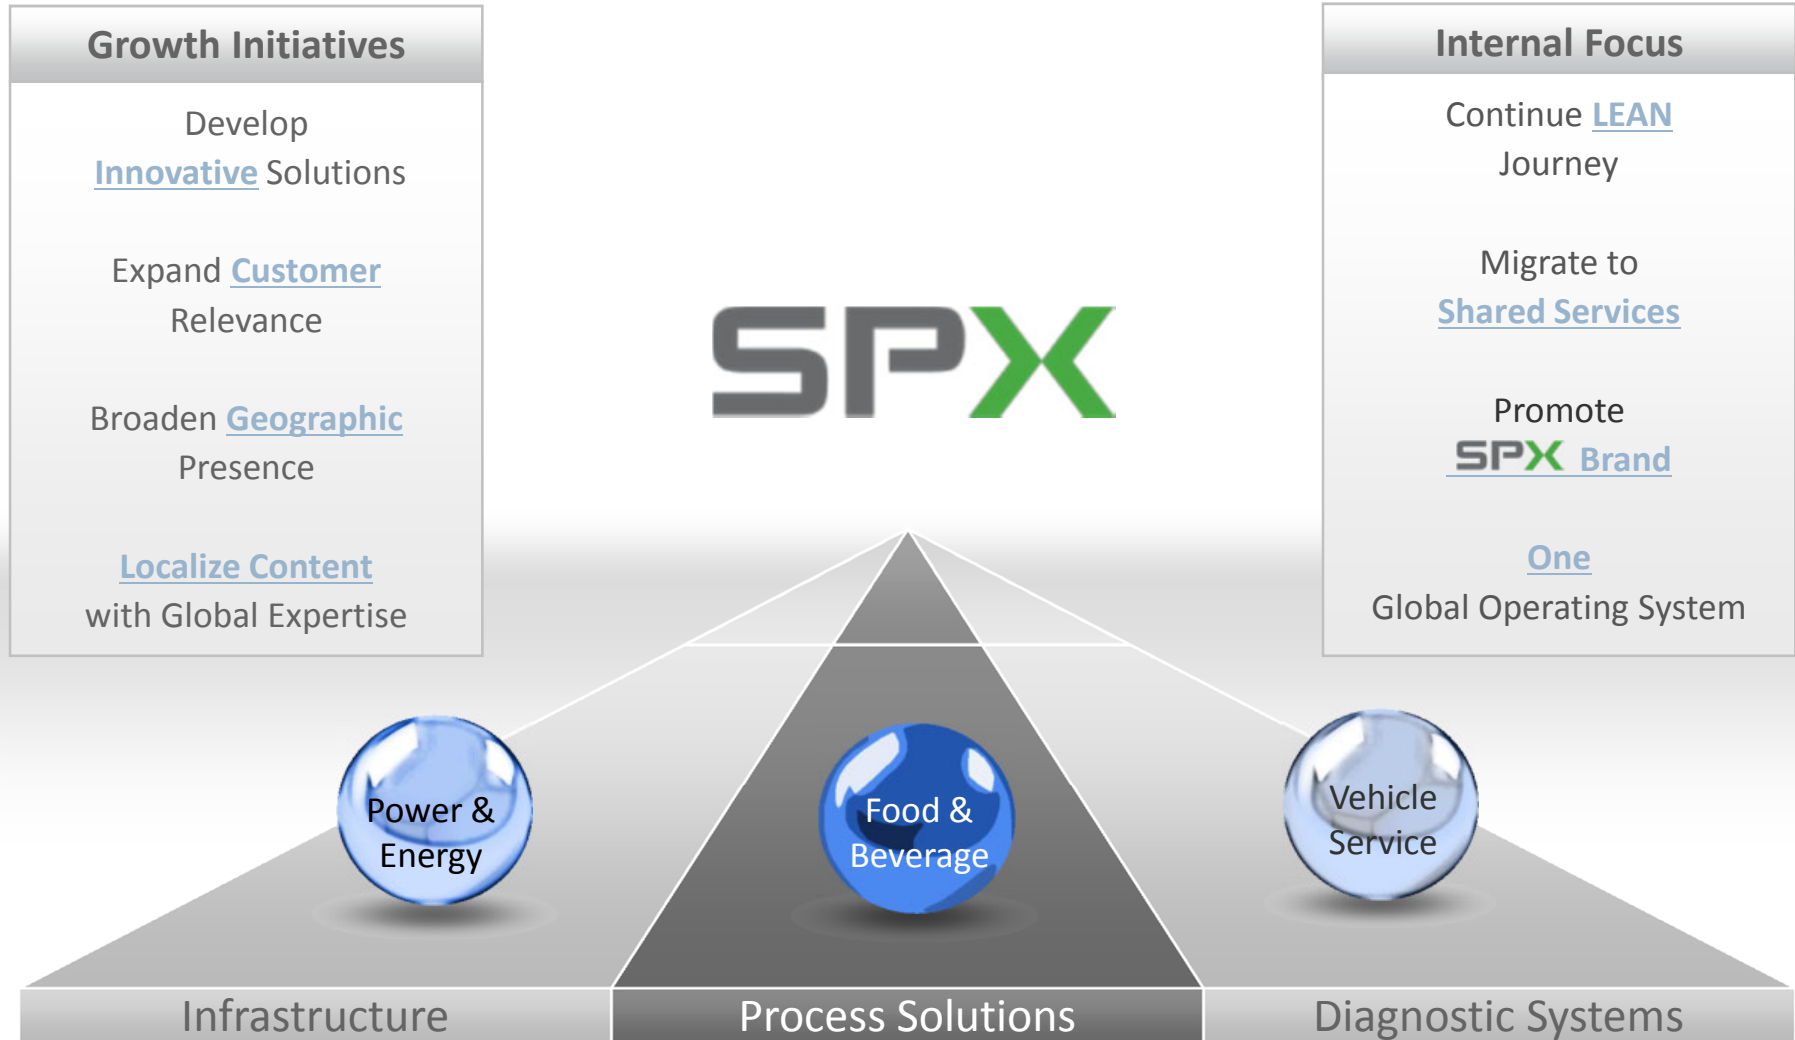 Growth Initiatives
Develop
Innovative Solutions
Expand Customer
Relevance
Broaden Geographic
Presence
Localize Content
with Global Expertise
SPX
Internal Focus
Continue LEAN
Journey
Migrate to
Shared Services
Promote
SPX Brand
One
Global Operating System
Power &
Energy
Food &
Beverage
Vehicle
Service
Infrastructure
Process Solutions
Diagnostic Systems